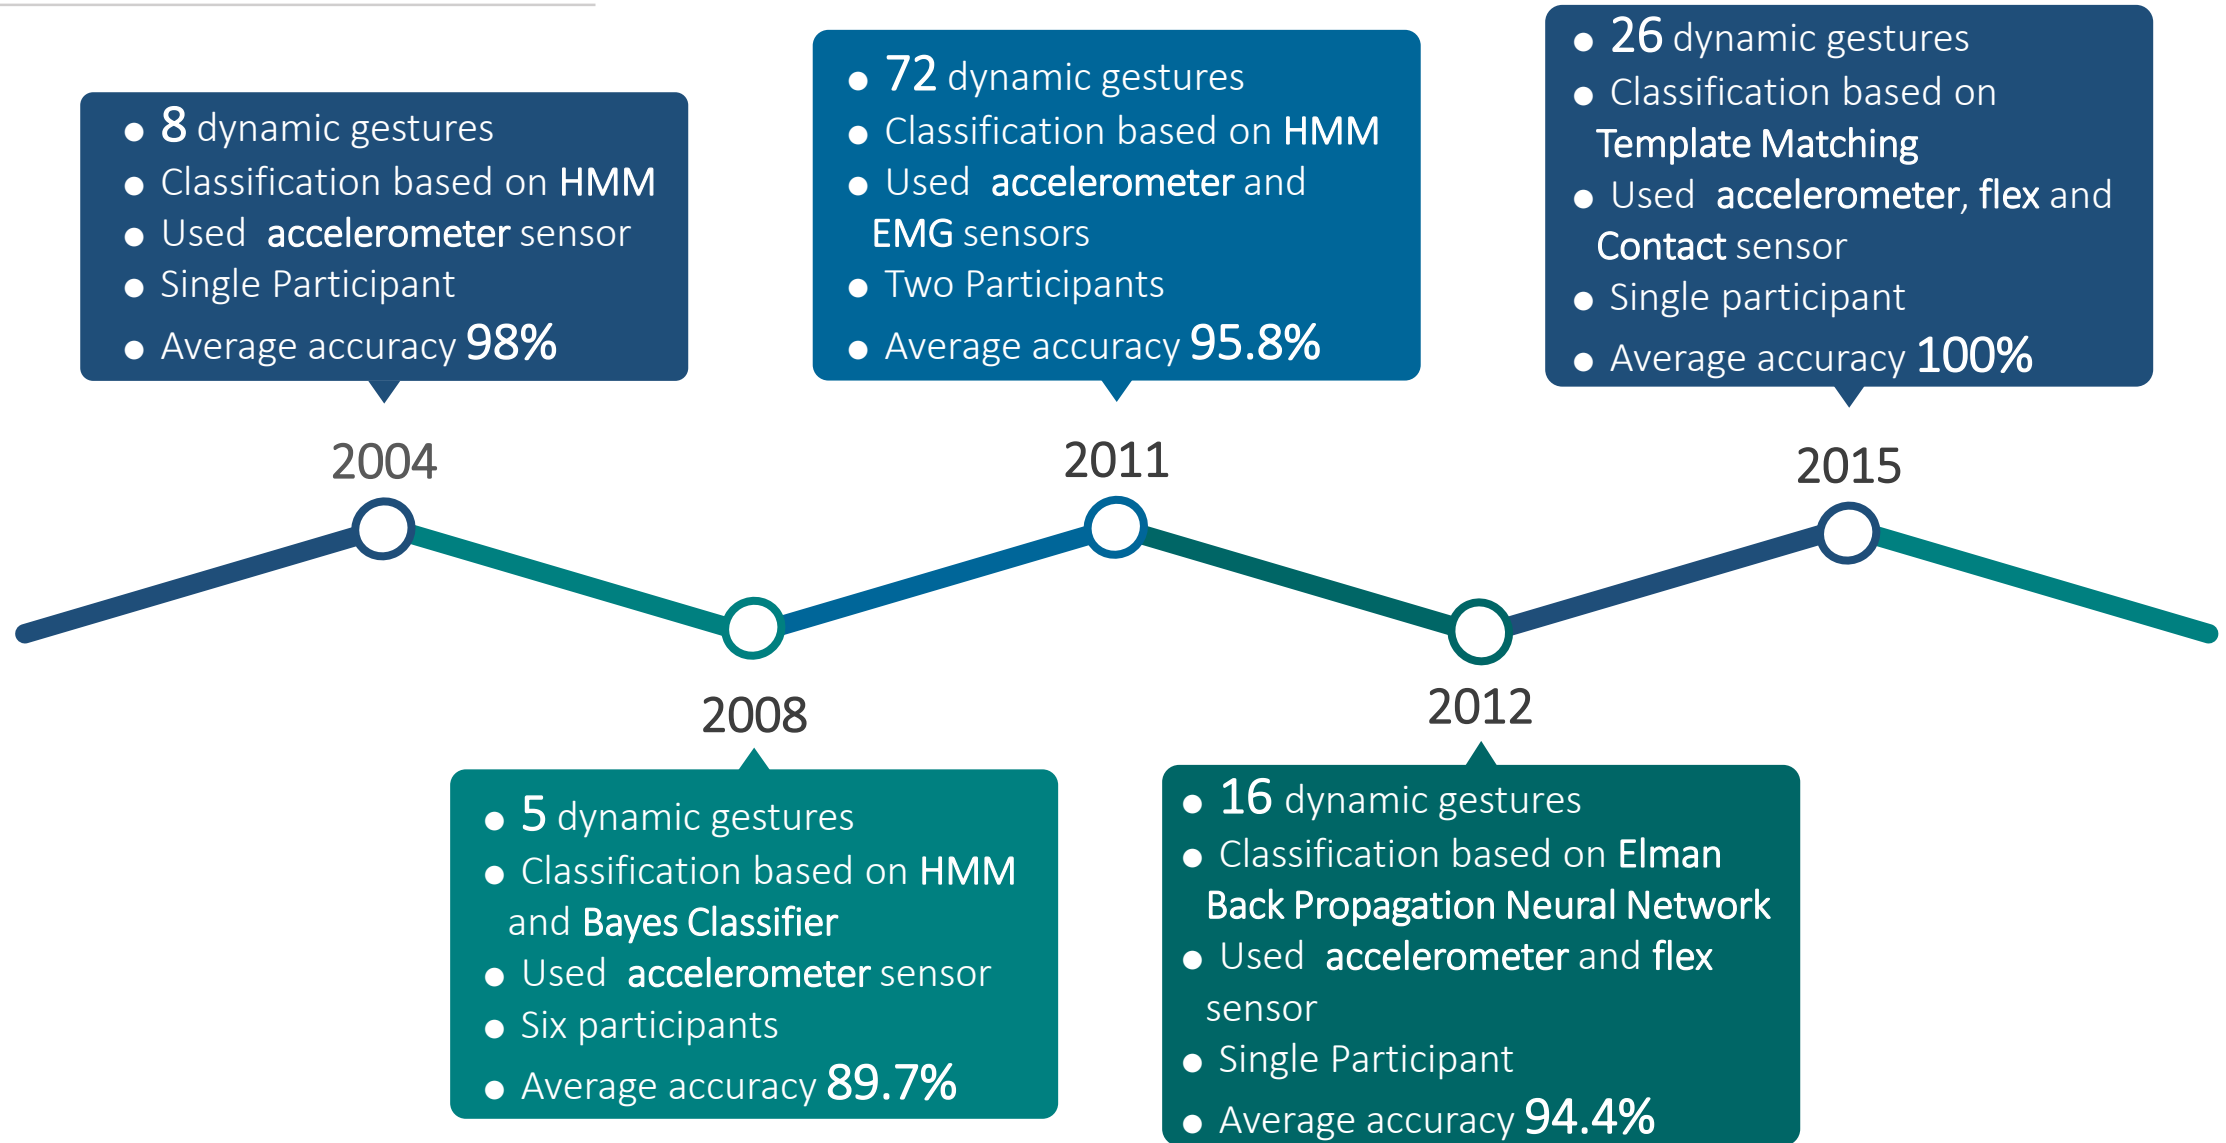 ● 8 dynamic gestures
● Classification based on HMM
● Used accelerometer sensor
● Single Participant
● Average accuracy 98%
2004
● 5 dynamic gestures
● Classification based on HMM
and Bayes Classifier
● Used accelerometer sensor
● Six participants
● Average accuracy 89.7%
2008
● 72 dynamic gestures
● Classification based on HMM
● Used accelerometer and
EMG sensors
● Two Participants
● Average accuracy 95.8%
2011
● 16 dynamic gestures
● Classification based on Elman
Back Propagation Neural Network
● Used accelerometer and flex
sensor
● Single Participant
● Average accuracy 94.4%
2012
● 26 dynamic gestures
● Classification based on
Template Matching
● Used accelerometer, flex and
Contact sensor
● Single participant
● Average accuracy 100%
2015